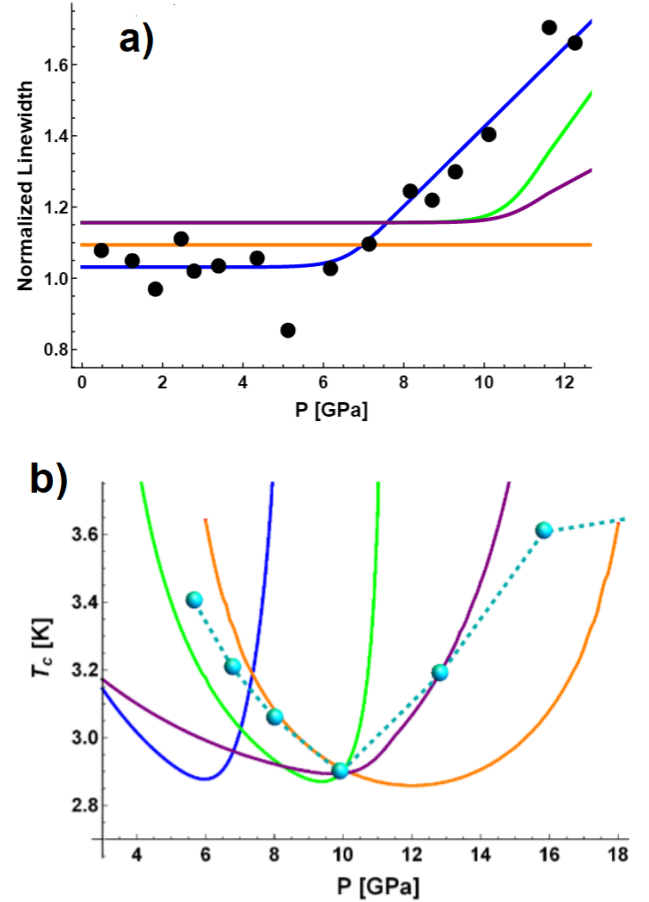 a)
Normalized Linewidth
1.6
1.4
1.2
1.0
0.8
0 2 4 6 8 10 12
P [GPa]
b)
T_c [K]
3.6
3.4
3.2
3.0
2.8
4 6 8 10 12 14 16 18
P [GPa]